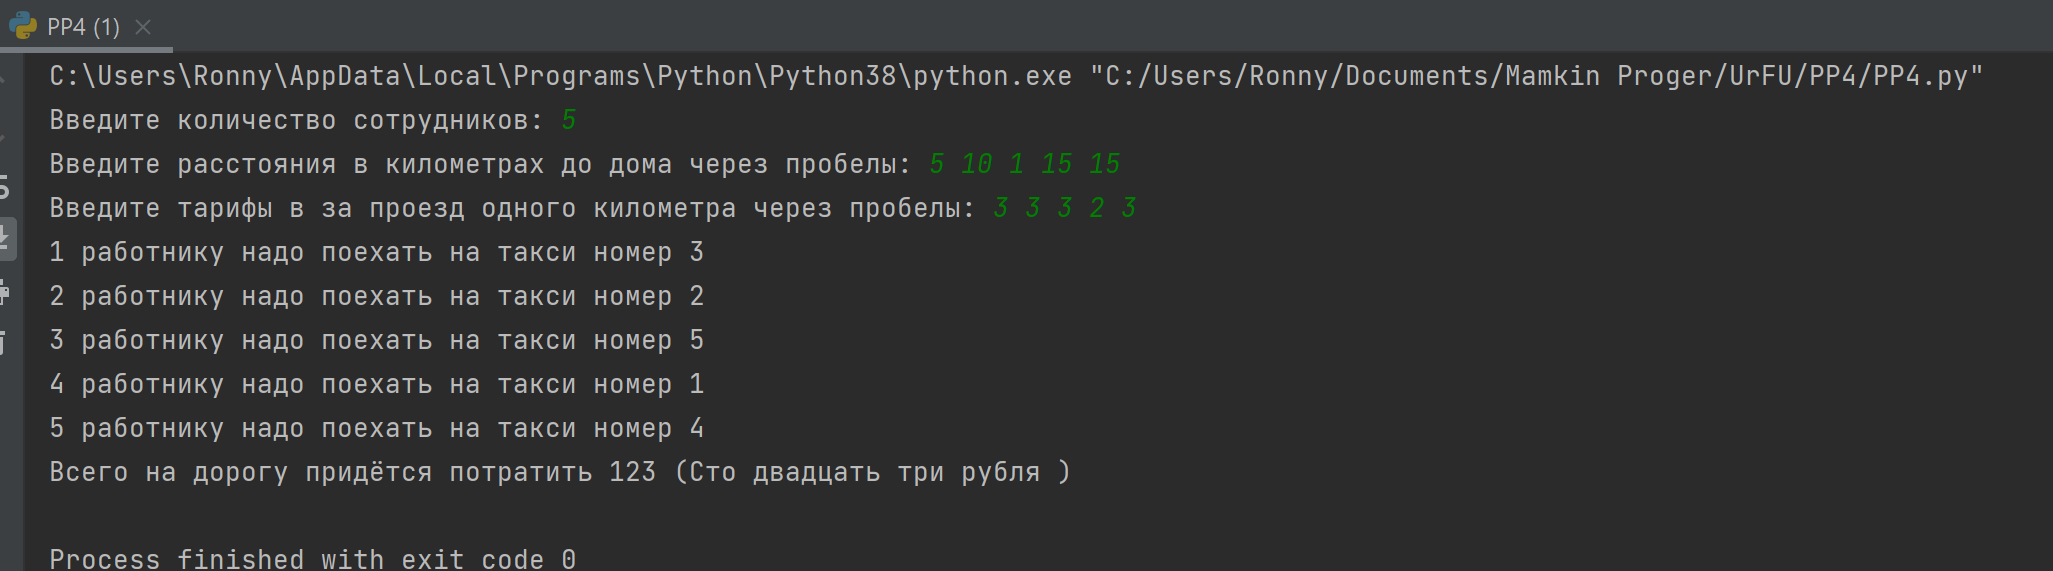 PP4 (1)
C:\Users\Ronny\AppData\Local\Programs\Python\Python38\python.exe "C:/Users/Ronny/Documents/Mamkin Proger/UrFU/PP4/PP4.py"
Введите количество сотрудников: 5
Введите расстояния в километрах до дома через пробелы: 5 10 1 15 15
Введите тарифы в за проезд одного километра через пробелы: 3 3 3 2 3
1 работнику надо поехать на такси номер 3
2 работнику надо поехать на такси номер 2
3 работнику надо поехать на такси номер 5
4 работнику надо поехать на такси номер 1
5 работнику надо поехать на такси номер 4
Всего на дорогу придётся потратить 123 (Сто двадцать три рубля )
Process finished with exit code 0